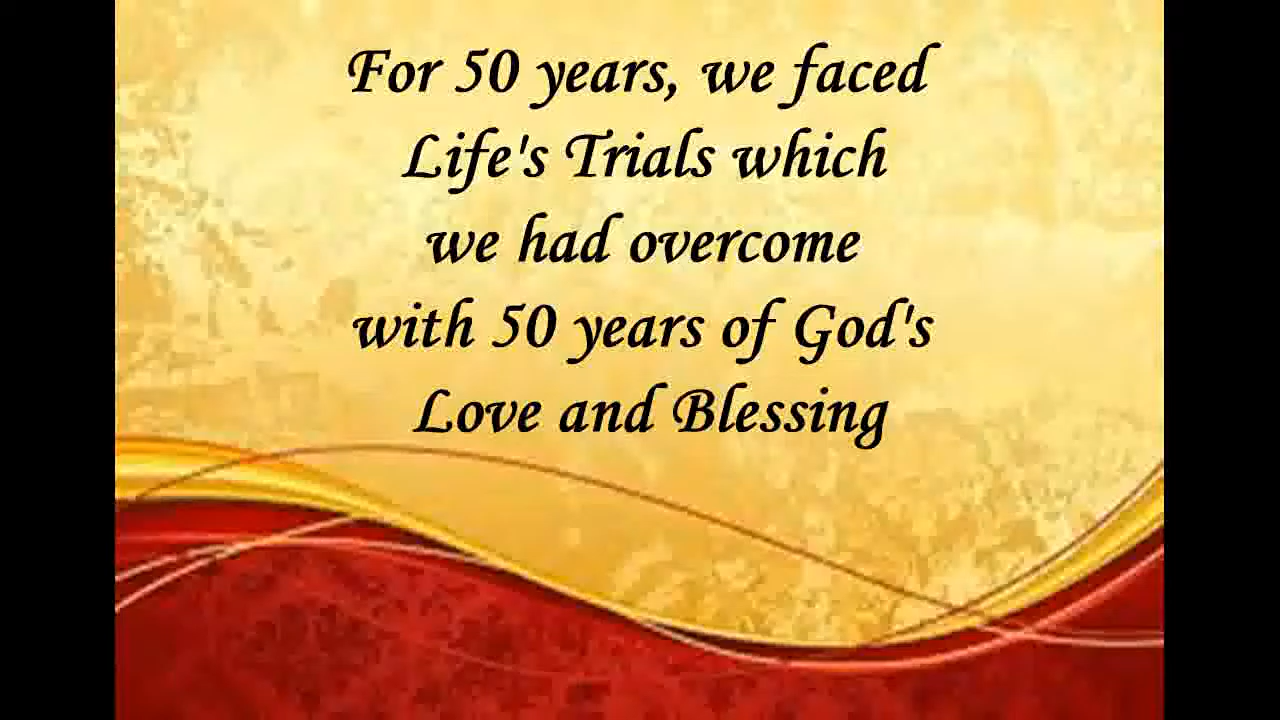 For 50 years, we faced
Life's Trials which
we had overcome
with 50 years of God's
Love and Blessing